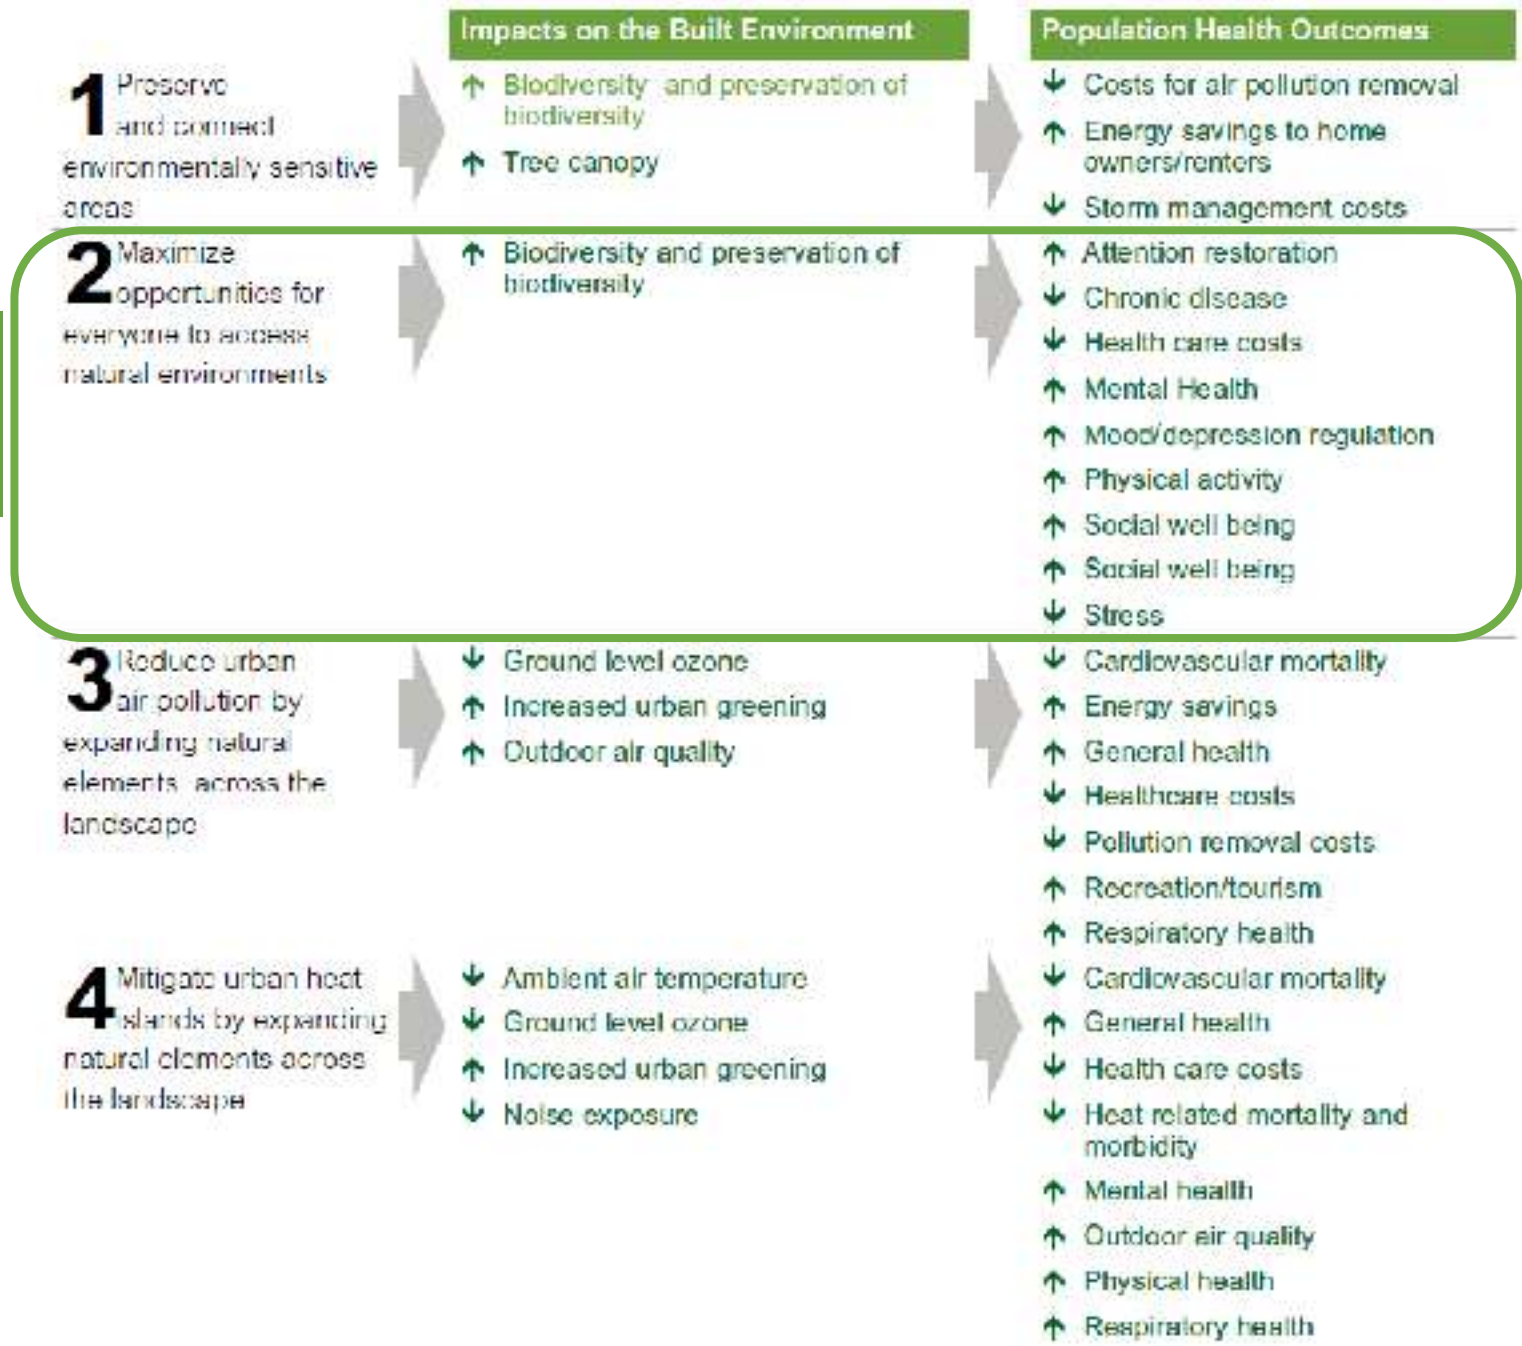 Impacts on the Built Environment
Population Health Outcomes
1 Preserve
and connect
environmentally sensitive
areas
↑ Biodiversity and preservation of
biodiversity
↑ Tree canopy
↓ Costs for air pollution removal
↑ Energy savings to home
owners/renters
↓ Storm management costs
2 Maximize
opportunities for
everyone to access
natural environments
↑ Biodiversity and preservation of
biodiversity
↑ Attention restoration
↓ Chronic disease
↓ Health care costs
↑ Mental Health
↑ Mood/depression regulation
↑ Physical activity
↑ Social well being
↑ Social well being
↓ Stress
3 Reduce urban
air pollution by
expanding natural
elements across the
landscape
↓ Ground level ozone
↑ Increased urban greening
↑ Outdoor air quality
↓ Cardiovascular mortality
↑ Energy savings
↑ General health
↓ Healthcare costs
↓ Pollution removal costs
↑ Recreation/tourism
↑ Respiratory health
4 Mitigate urban heat
islands by expanding
natural elements across
the landscape
↓ Ambient air temperature
↓ Ground level ozone
↑ Increased urban greening
↓ Noise exposure
↓ Cardiovascular mortality
↑ General health
↓ Health care costs
↓ Heat related mortality and
morbidity
↑ Mental health
↑ Outdoor air quality
↑ Physical health
↑ Respiratory health